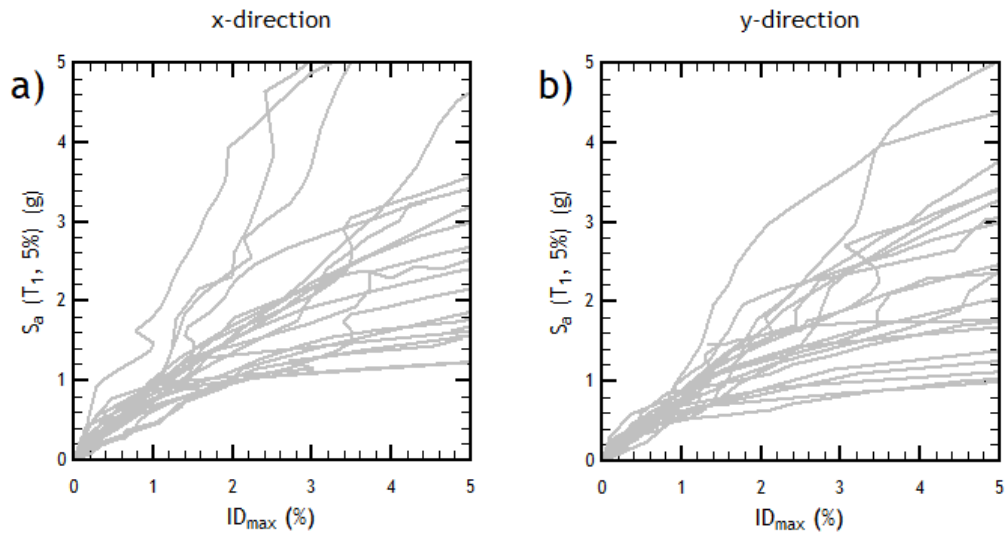 x-direction y-direction
a) b)
5 5
4 4
3 3
2 2
1 1
0 0
Sa (T1, 5%) (g) Sa (T1, 5%) (g)
0 1 2 3 4 5 0 1 2 3 4 5
IDmax (%) IDmax (%)